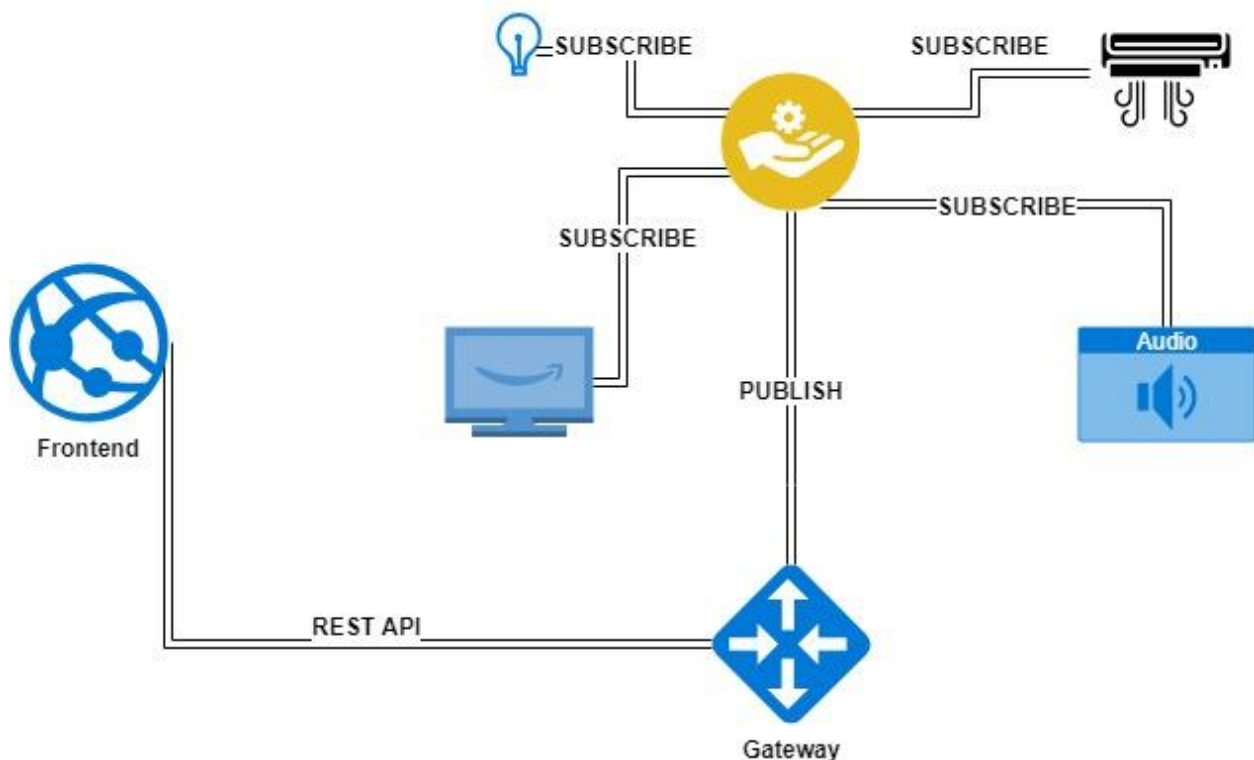 SUBSCRIBE
SUBSCRIBE
SUBSCRIBE
SUBSCRIBE
Audio
PUBLISH
Frontend
REST API
Gateway